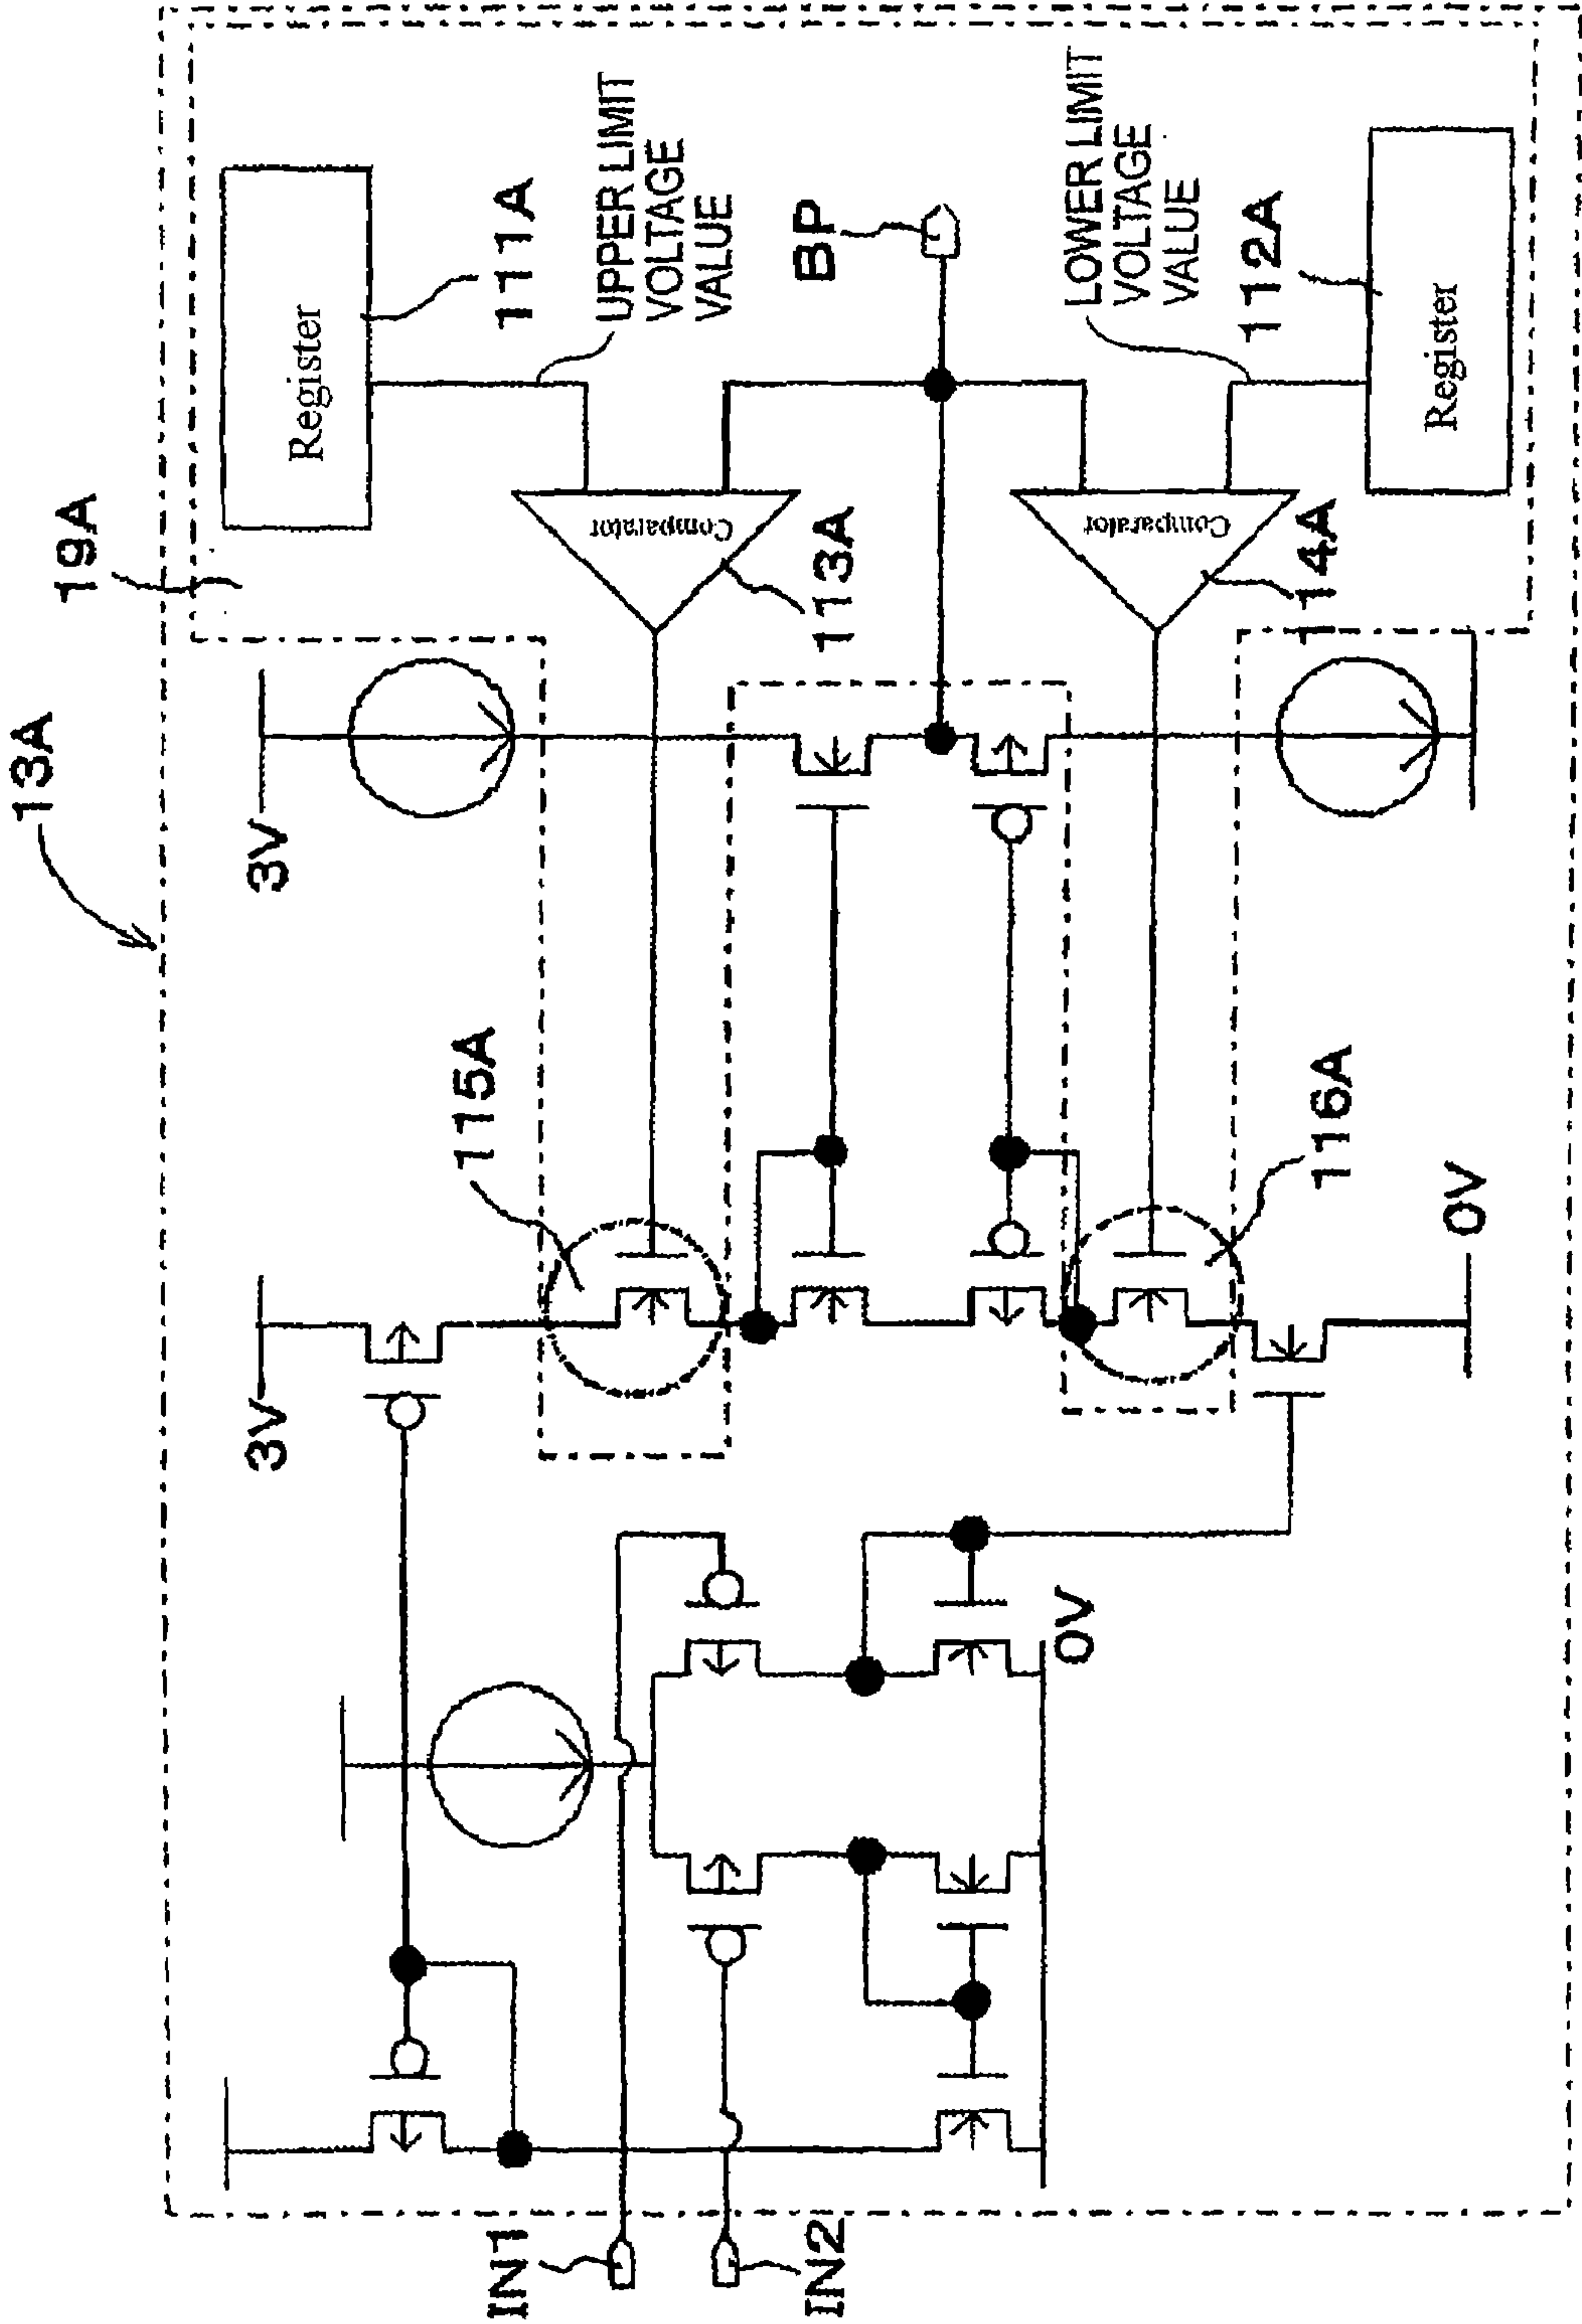 13A
19A
3V
3V
115A
Register
111A
UPPER LIMIT
VOLTAGE
VALUE
Comparator
113A
IN1
IN2
BP
0V
Comparator
114A
LOWER LIMIT
VOLTAGE
VALUE
112A
Register
116A
0V